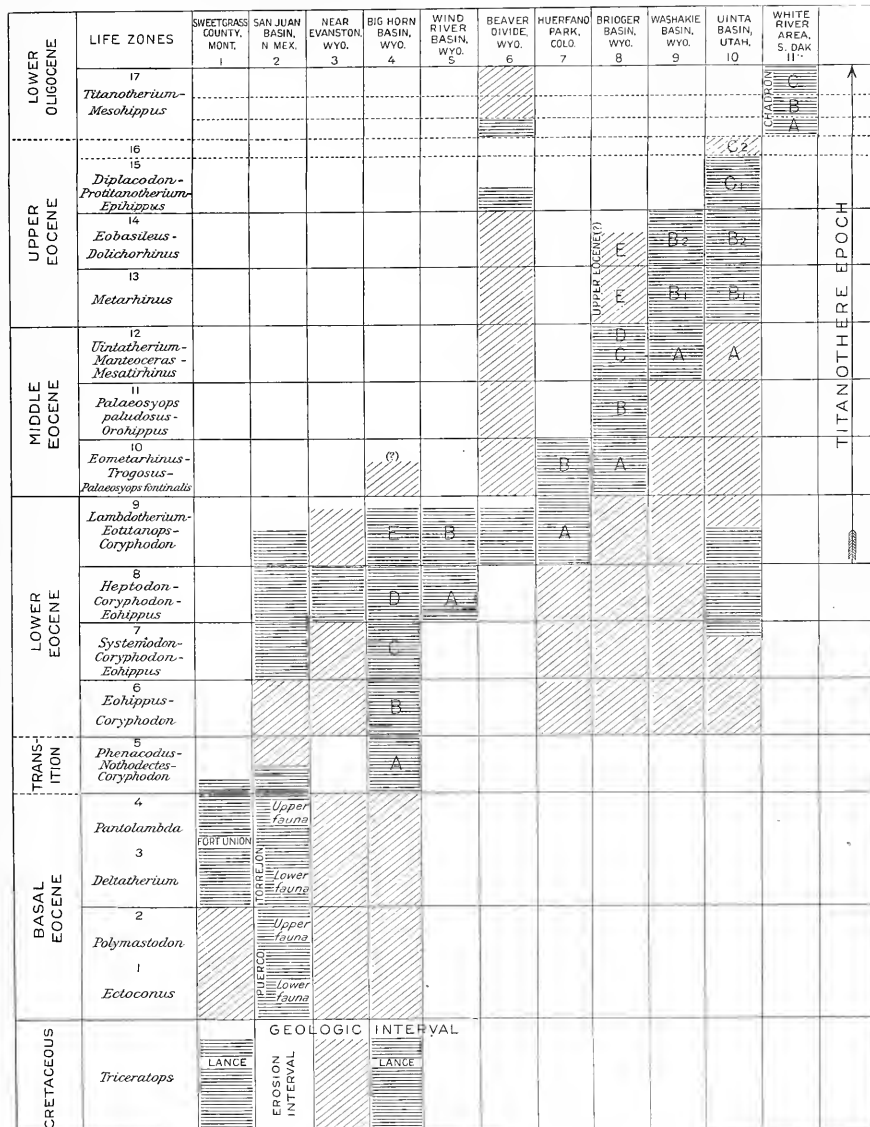 LIFE ZONES
SWEETGRASS
COUNTY,
MONT.
1
SAN JUAN
BASIN,
N MEX.
2
NEAR
EVANSTON,
WYO.
3
BIG HORN
BASIN,
WYO.
4
WIND
RIVER
BASIN,
WYO.
5
BEAVER
DIVIDE,
WYO.
6
HUERFANO
PARK,
COLO.
7
BRIDGER
BASIN,
WYO.
8
WASHAKIE
BASIN,
WYO.
9
UINTA
BASIN,
UTAH,
10
WHITE
RIVER
AREA,
S. DAK
11
LOWER
OLIGOCENE
17
Titanotherium-
Mesohippus
CHADRON
C
B
A
UPPER
EOCENE
16
C2
15
Diplacodon-
Protitanotherium-
Epihippus
C1
14
Eobasileus-
Dolichorhinus
UPPER EOCENE(?)
E
B2
B2
13
Metarhinus
E
B1
B1
TITANOTHERE EPOCH
MIDDLE
EOCENE
12
Uintatherium-
Manteoceras-
Mesatirhinus
D
C
A
A
11
Palaeosyops
paludosus-
Orohippus
B
10
Eometarhinus-
Trogosus-
Palaeosyops fontinalis
(?)
B
A
LOWER
EOCENE
9
Lambdotherium-
Eotitanops-
Coryphodon
E
B
A
8
Heptodon-
Coryphodon-
Eohippus
D
A
7
Systemodon-
Coryphodon-
Eohippus
C
6
Eohippus-
Coryphodon
B
TRANS-
ITION
5
Phenacodus-
Nothodectes-
Coryphodon
A
BASAL
EOCENE
4
Pantolambda
3
Deltatherium
FORT UNION
TORREJON
Upper
fauna
Lower
fauna
2
Polymastodon
1
Ectoconus
PUERCO
Upper
fauna
Lower
fauna
CRETACEOUS
GEOLOGIC INTERVAL
Triceratops
LANCE
EROSION
INTERVAL
LANCE